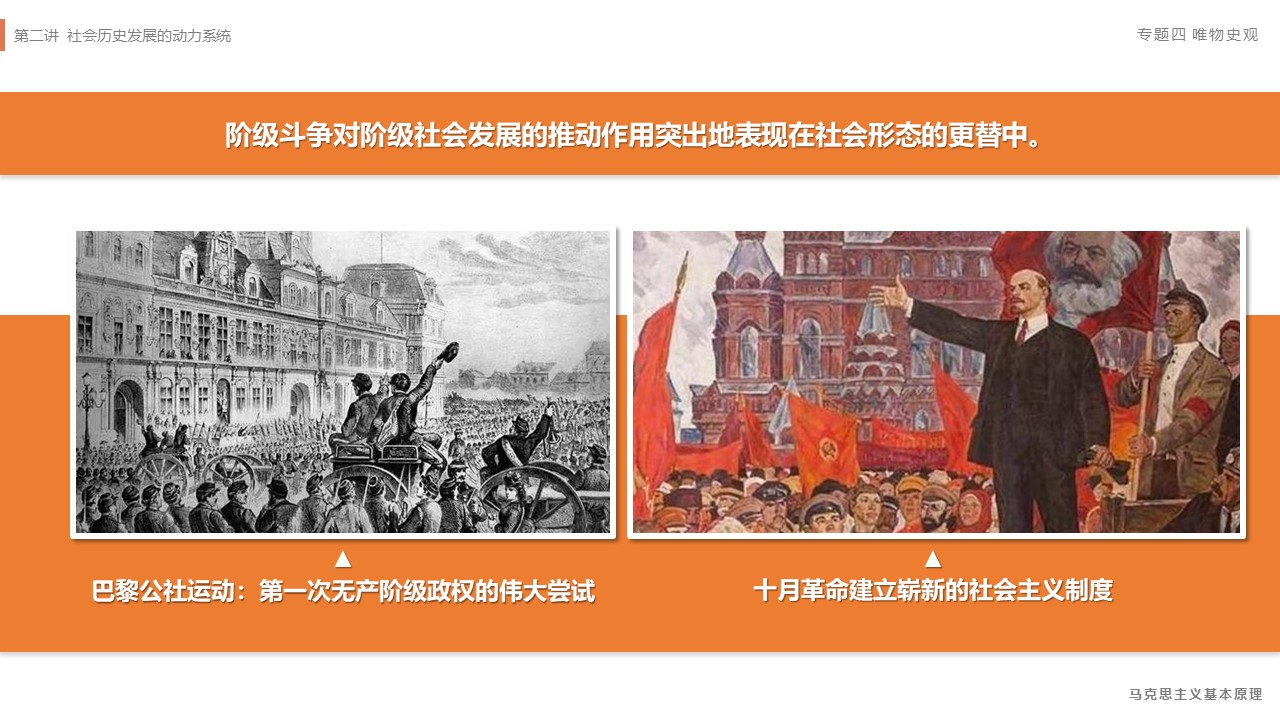 第二讲 社会历史发展的动力系统
专题四 唯物史观
阶级斗争对阶级社会发展的推动作用突出地表现在社会形态的更替中。
巴黎公社运动：第一次无产阶级政权的伟大尝试
十月革命建立崭新的社会主义制度
马克思主义基本原理